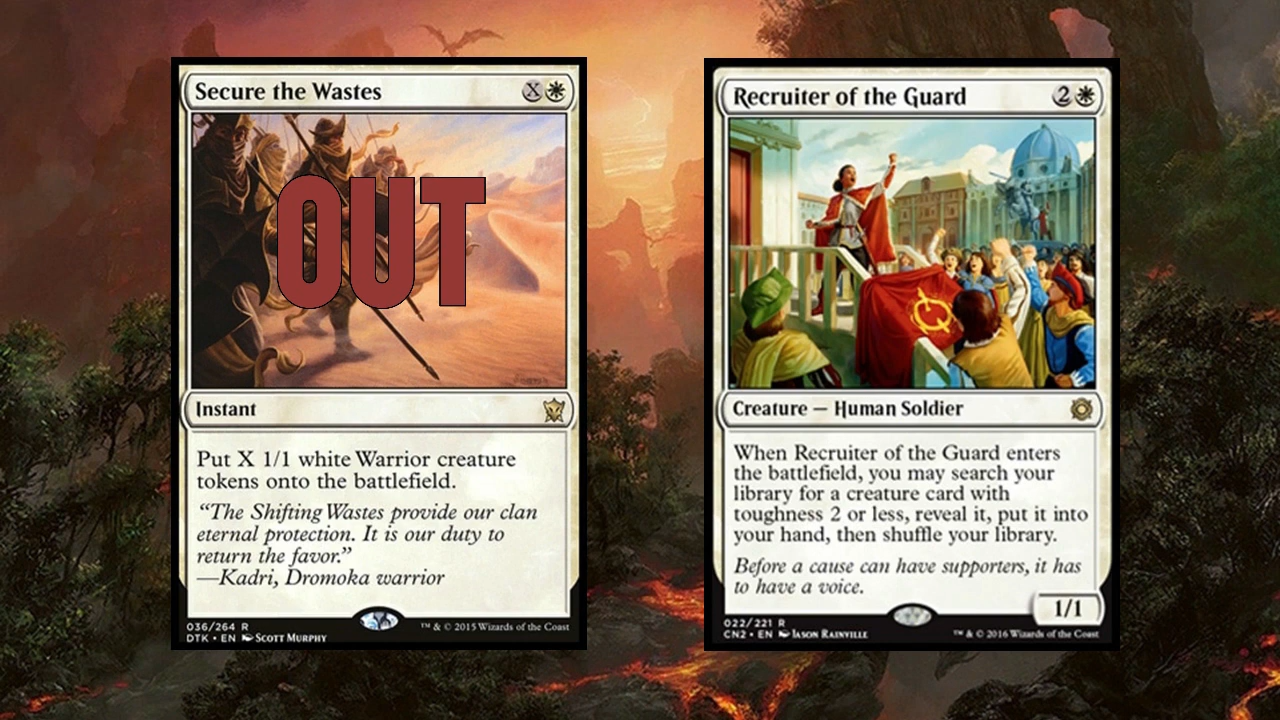 Secure the Wastes
X
OUT
Instant
Put X 1/1 white Warrior creature
tokens onto the battlefield.
“The Shifting Wastes provide our clan
eternal protection. It is our duty to
return the favor.”
—Kadri, Dromoka warrior
036/264 R
DTK • EN SCOTT MURPHY
™ & © 2015 Wizards of the Coast
Recruiter of the Guard
2
Creature — Human Soldier
When Recruiter of the Guard enters
the battlefield, you may search your
library for a creature card with
toughness 2 or less, reveal it, put it into
your hand, then shuffle your library.
Before a cause can have supporters, it has
to have a voice.
1/1
022/221 R
CN2 • EN JASON RAINVILLE
™ & © 2016 Wizards of the Coast